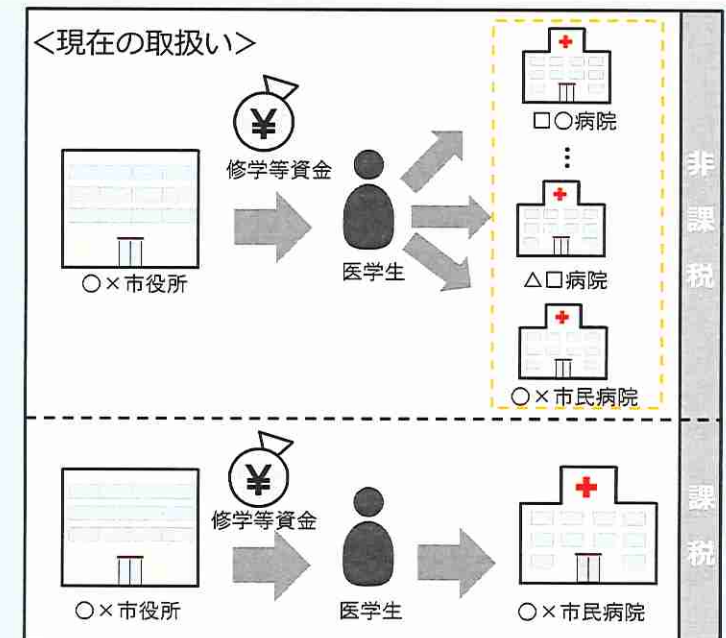 <現在の取扱い>
¥
修学等資金
○×市役所
医学生
□○病院
⋮
△□病院
○×市民病院
非課税
¥
修学等資金
○×市役所
医学生
○×市民病院
課税